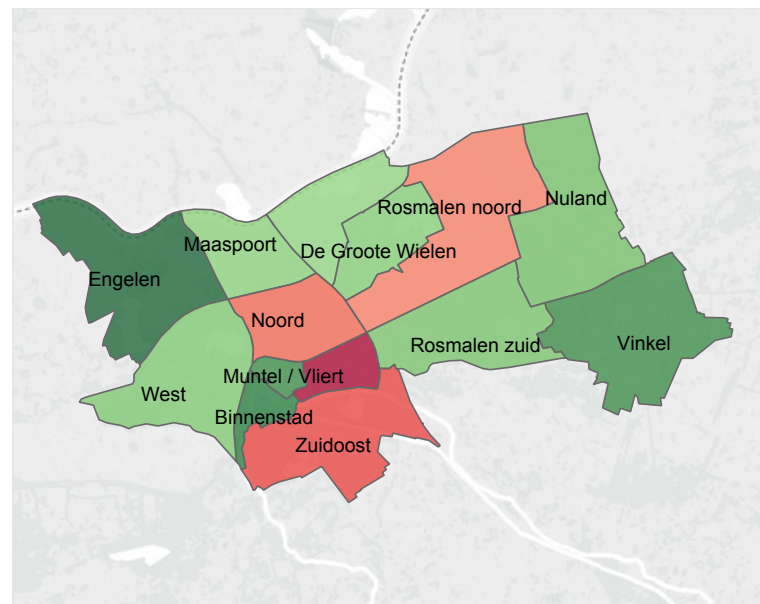 Rosmalen noord
Nuland
Maaspoort
De Groote Wielen
Engelen
Noord
Rosmalen zuid
Vinkel
Muntel / Vliert
West
Binnenstad
Zuidoost